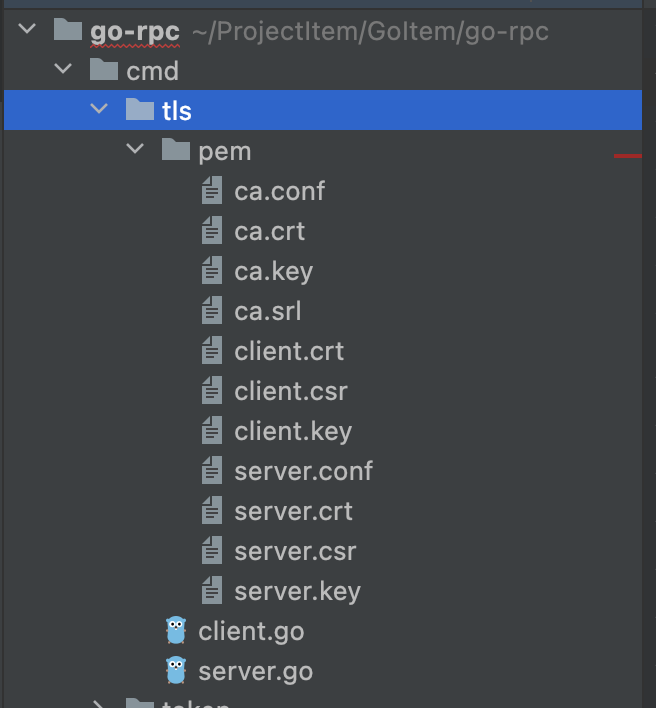 go-rpc ~/ProjectItem/GoItem/go-rpc
cmd
tls
pem
ca.conf
ca.crt
ca.key
ca.srl
client.crt
client.csr
client.key
server.conf
server.crt
server.csr
server.key
client.go
server.go